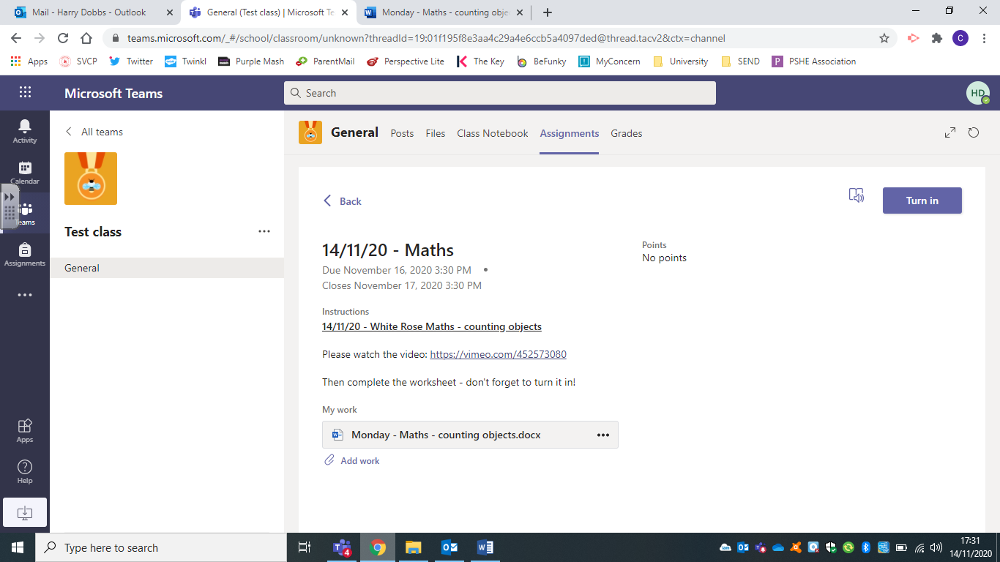 Mail - Harry Dobbs - Outlook
General (Test class) | Microsoft Te
Monday - Maths - counting obje
teams.microsoft.com/_#/school/classroom/unknown?threadId=19:01f195f8e3aa4c29a4e6ccb5a4097ded@thread.tacv2&ctx=channel
C
Apps SVCP Twitter Twinkl Purple Mash ParentMail Perspective Lite The Key BeFunky MyConcern University SEND PSHE Association
Microsoft Teams
Search
HD
Activity
Calendar
Teams
Assignments
Apps
Help
All teams
Test class
General
General Posts Files Class Notebook Assignments Grades
Back
Turn in
14/11/20 - Maths
Due November 16, 2020 3:30 PM •
Closes November 17, 2020 3:30 PM
Points
No points
Instructions
14/11/20 - White Rose Maths - counting objects
Please watch the video: https://vimeo.com/452573080
Then complete the worksheet - don't forget to turn it in!
My work
Monday - Maths - counting objects.docx
Add work
Type here to search
4
17:31
14/11/2020